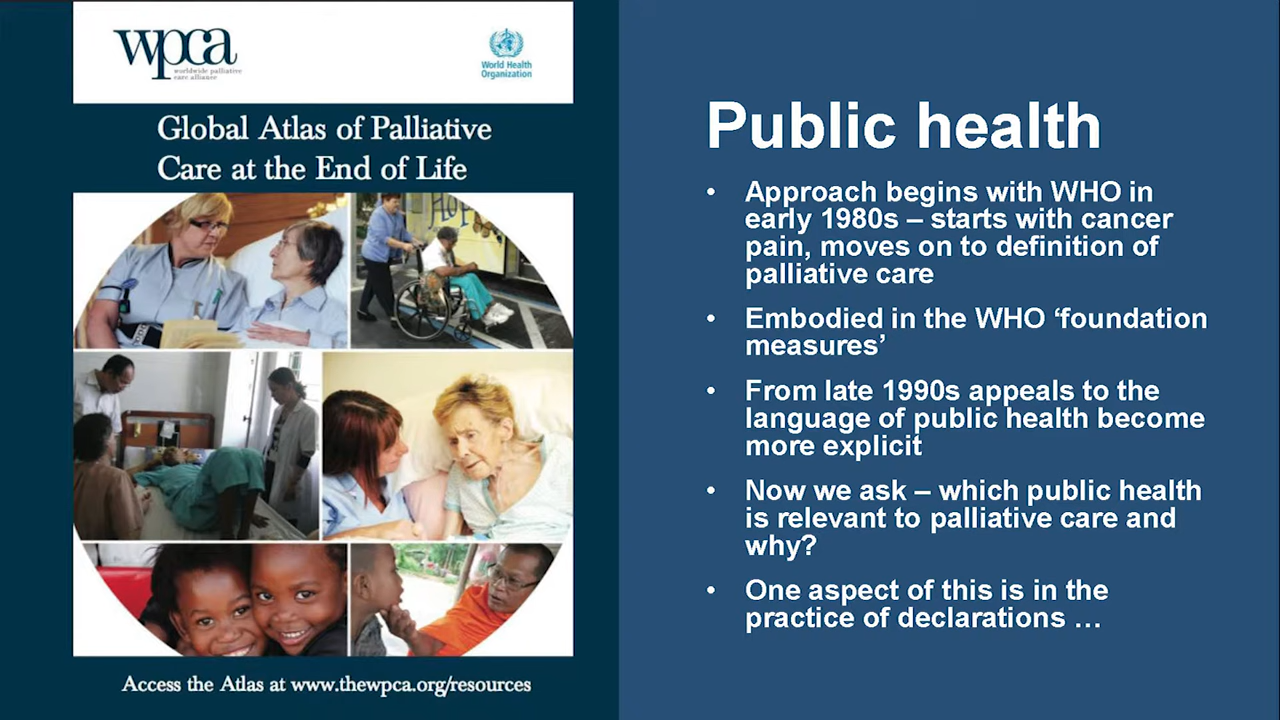 wpca
worldwide palliative
care alliance
World Health
Organization
Global Atlas of Palliative
Care at the End of Life
Access the Atlas at www.thewpca.org/resources
Public health
• Approach begins with WHO in
early 1980s – starts with cancer
pain, moves on to definition of
palliative care
• Embodied in the WHO ‘foundation
measures’
• From late 1990s appeals to the
language of public health become
more explicit
• Now we ask – which public health
is relevant to palliative care and
why?
• One aspect of this is in the
practice of declarations …